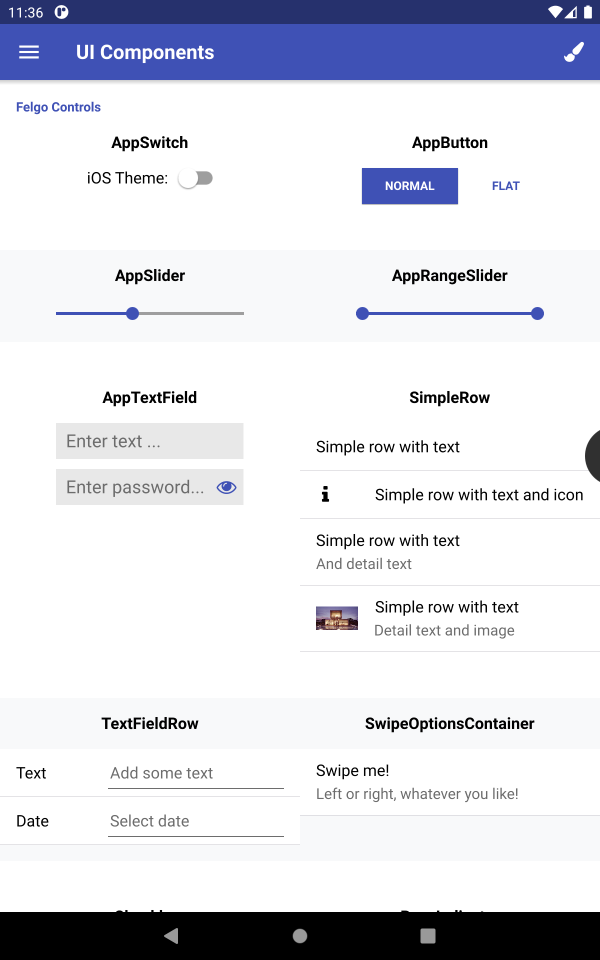 11:36
UI Components
Felgo Controls
AppSwitch
iOS Theme:
AppButton
NORMAL
FLAT
AppSlider
AppRangeSlider
AppTextField
Enter text ...
Enter password...
SimpleRow
Simple row with text
Simple row with text and icon
Simple row with text
And detail text
Simple row with text
Detail text and image
TextFieldRow
Text
Add some text
Date
Select date
SwipeOptionsContainer
Swipe me!
Left or right, whatever you like!